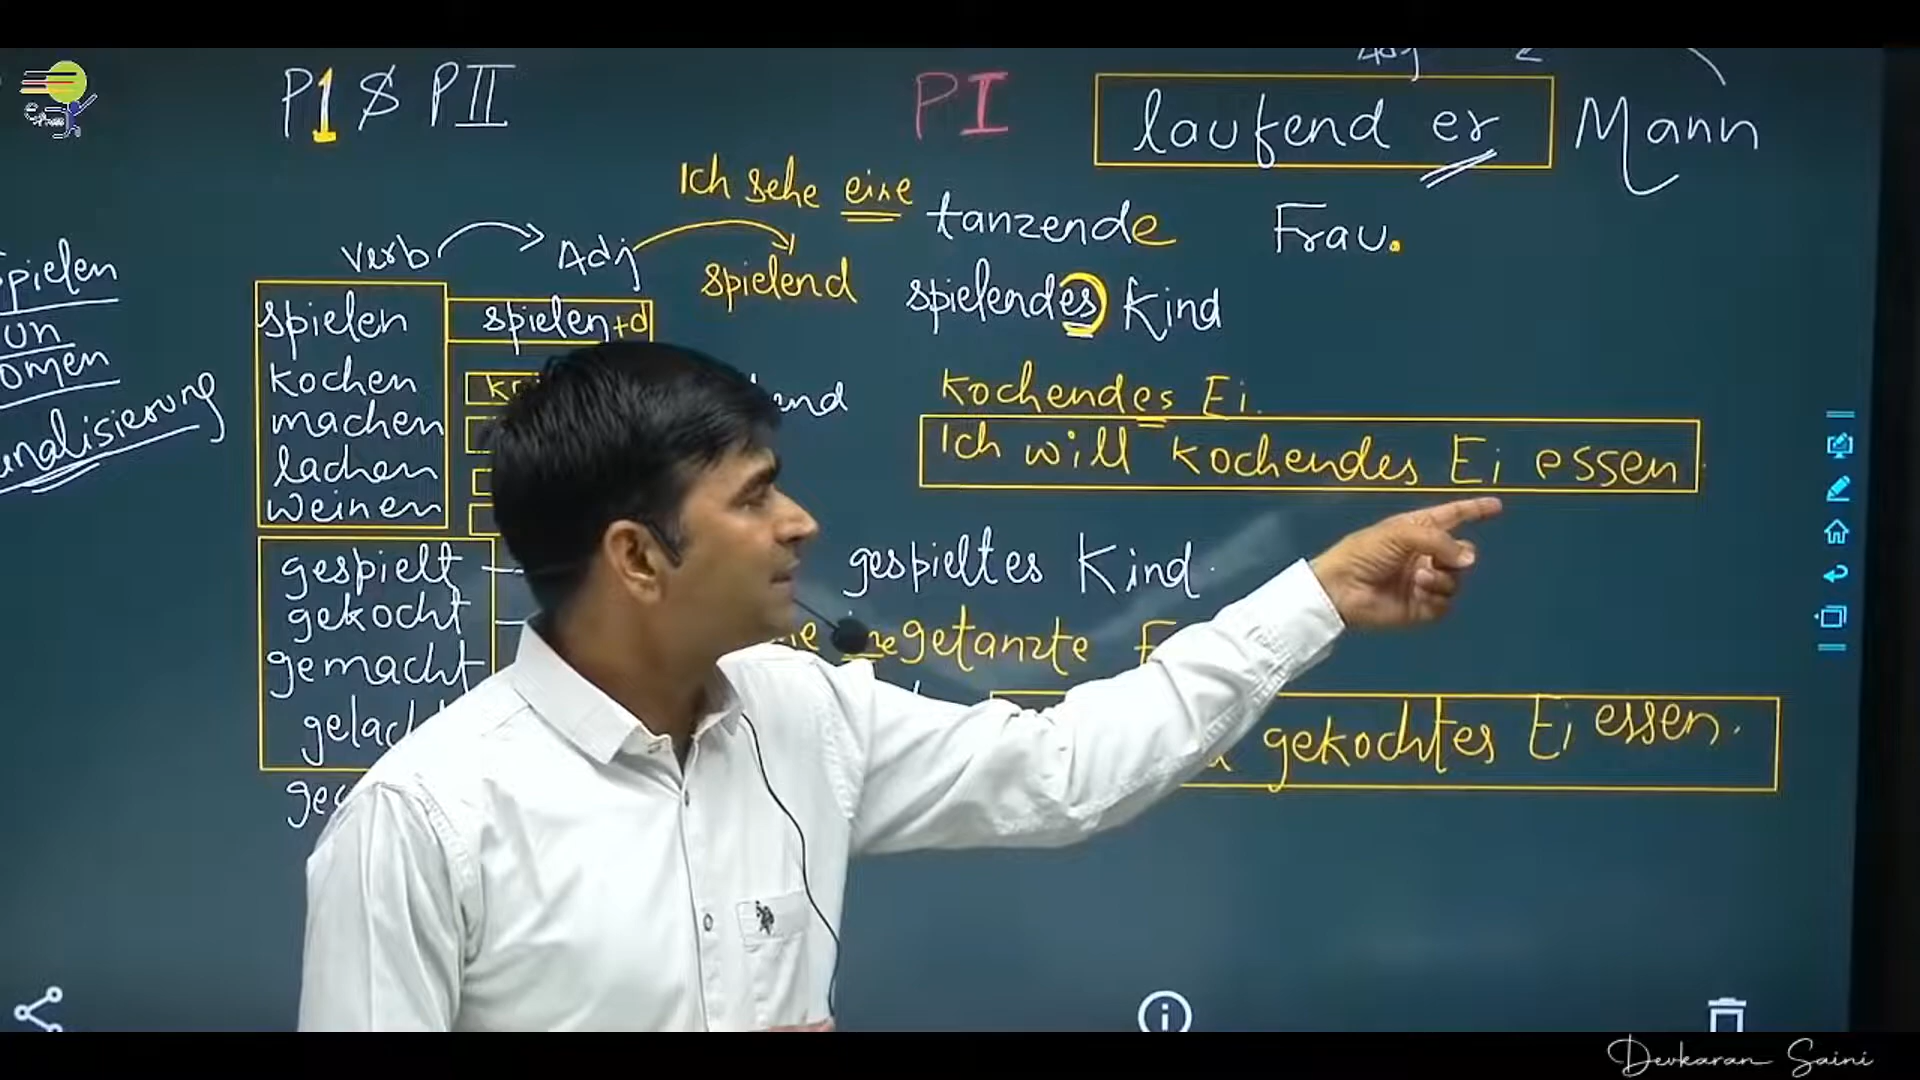 PI & PII
PI
laufend er Mann
Ich sehe eine tanzende Frau.
verb Adj
spielend
spielendes Kind
spielen
spielen+d
kochen
machen
lachen
weinen
Kochendes Ei.
Ich will kochendes Ei essen
gespielt
gekocht
gemacht
gespieltes Kind.
getanzte
gekochtes Ei essen.
Devkaran Saini